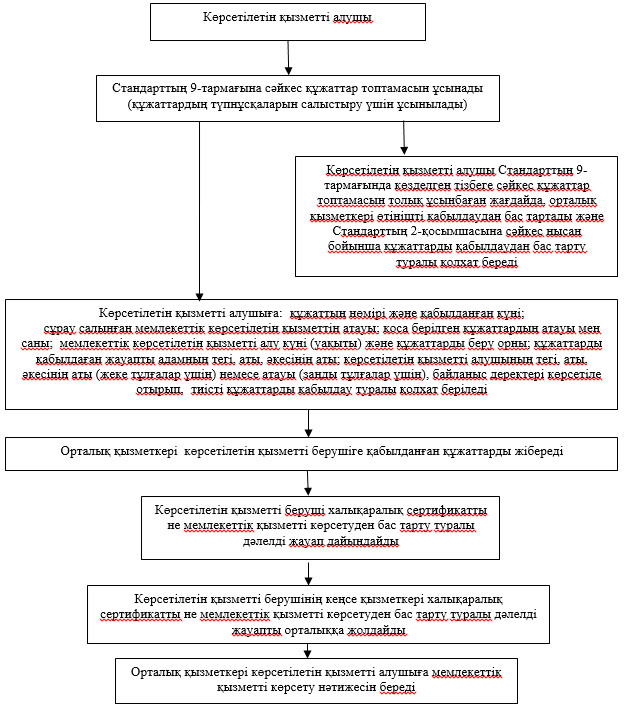 Көрсетілетін қызметті алушы
Стандарттың 9-тармағына сәйкес құжаттар топтамасын ұсынады
(құжаттардың түпнұсқаларын салыстыру үшін ұсынылады)
Көрсетілетін қызметті алушы Стандарттың 9-
тармағында көзделген тізбеге сәйкес құжаттар
топтамасын толық ұсынбаған жағдайда, орталық
қызметкері өтінішті қабылдаудан бас тартады және
Стандарттың 2-қосымшасына сәйкес нысан
бойынша құжаттарды қабылдаудан бас тарту
туралы қолхат береді
Көрсетілетін қызметті алушыға:  құжаттың нөмірі және қабылданған күні;
сұрау салынған мемлекеттік көрсетілетін қызметтің атауы; қоса берілген құжаттардың атауы мен
саны;  мемлекеттік көрсетілетін қызметті алу күні (уақыты) және құжаттарды беру орны; құжаттарды
қабылдаған жауапты адамның тегі, аты, әкесінің аты; көрсетілетін қызметті алушының тегі, аты,
әкесінің аты (жеке тұлғалар үшін) немесе атауы (заңды тұлғалар үшін), байланыс деректері көрсетіле
отырып,  тиісті құжаттарды қабылдау туралы қолхат беріледі
Орталық қызметкері  көрсетілетін қызметті берушіге қабылданған құжаттарды жібереді
Көрсетілетін қызметті беруші халықаралық сертификатты
не мемлекеттік қызметті көрсетуден бас тарту туралы
дәлелді жауап дайындайды
Көрсетілетін қызметті берушінің кеңсе қызметкері халықаралық
сертификатты не мемлекеттік қызметті көрсетуден бас тарту туралы дәлелді
жауапты орталыққа жолдайды
Орталық қызметкері көрсетілетін қызметті алушыға мемлекеттік
қызметті көрсету нәтижесін береді